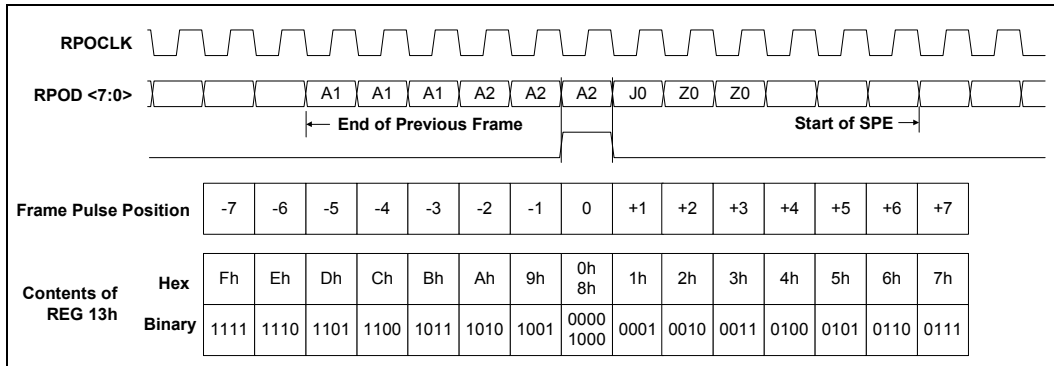 RPOCLK
RPOD <7:0> A1 A1 A1 A2 A2 A2 J0 Z0 Z0
End of Previous Frame Start of SPE
Frame Pulse Position -7 -6 -5 -4 -3 -2 -1 0 +1 +2 +3 +4 +5 +6 +7
Contents of REG 13h
Hex Fh Eh Dh Ch Bh Ah 9h 0h 8h 1h 2h 3h 4h 5h 6h 7h
Binary 1111 1110 1101 1100 1011 1010 1001 0000 1000 0001 0010 0011 0100 0101 0110 0111